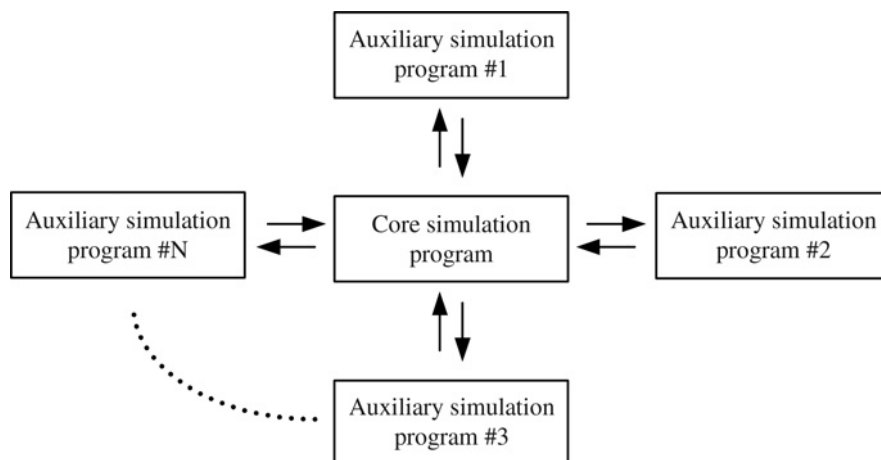 Auxiliary simulation
program #1
Auxiliary simulation
program #N
Core simulation
program
Auxiliary simulation
program #2
Auxiliary simulation
program #3